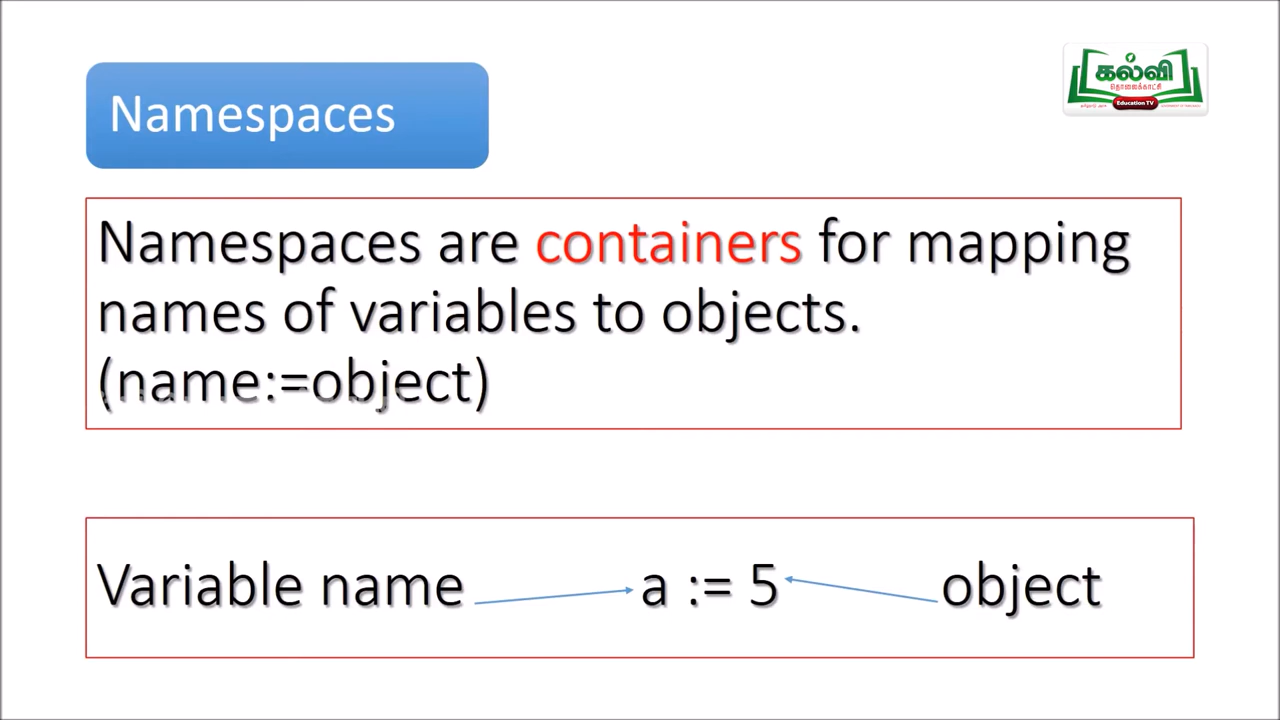 Namespaces
கல்வி
தொலைக்காட்சி
Education TV
Namespaces are containers for mapping
names of variables to objects.
(name:=object)
Variable name a := 5 object